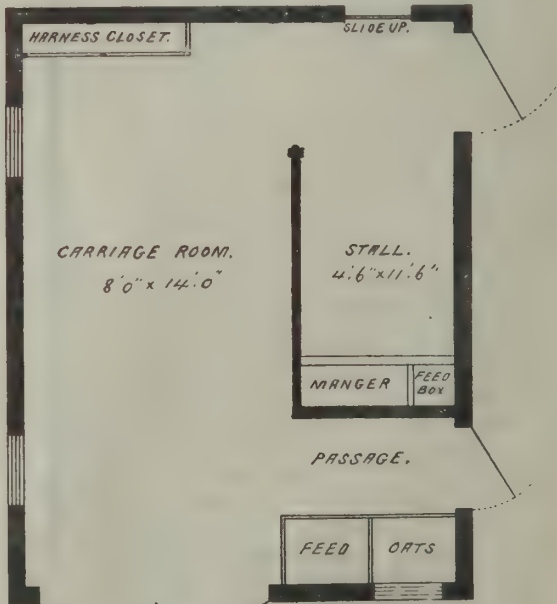 HARNESS CLOSET.
SLIDE UP.
CARRIAGE ROOM.
8'0" x 14'.0"
STALL.
4'.6" x 11'.6"
MANGER
FEED
BOX
PASSAGE.
FEED
OATS